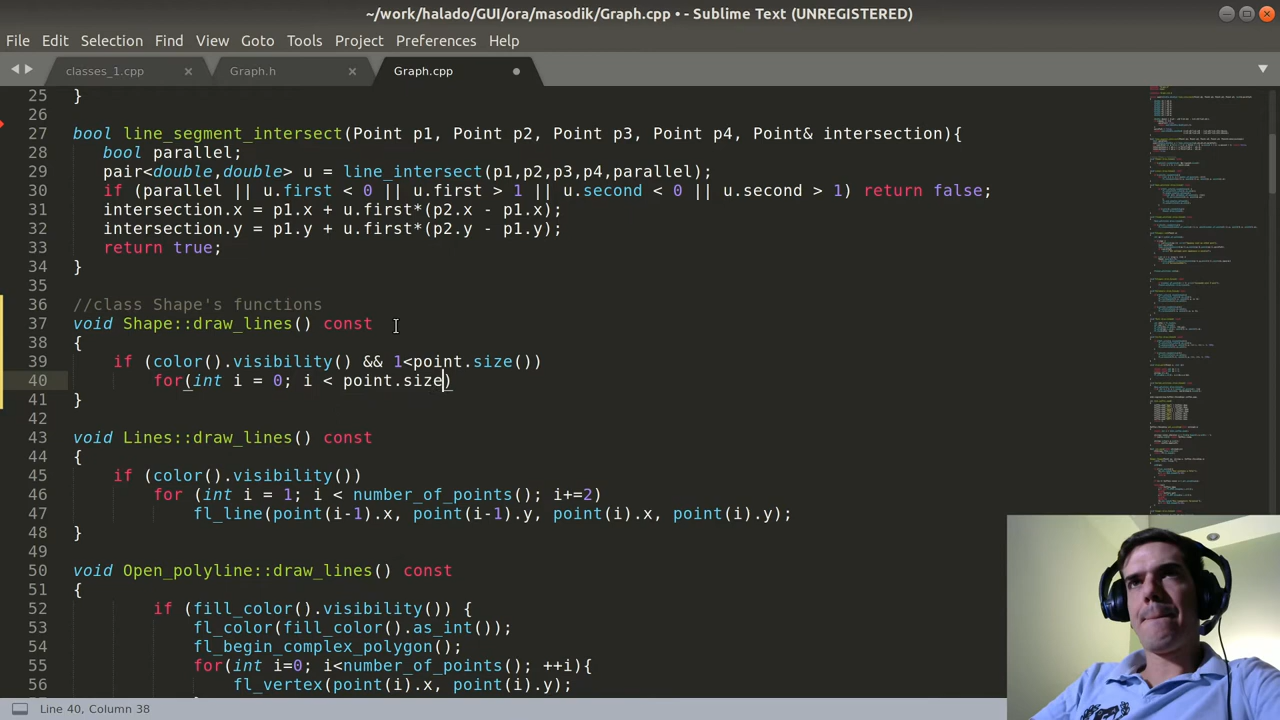 ~/work/halado/GUI/ora/masodik/Graph.cpp • - Sublime Text (UNREGISTERED)
File Edit Selection Find View Goto Tools Project Preferences Help
classes_1.cpp Graph.h Graph.cpp
25 }
26
27 bool line_segment_intersect(Point p1, Point p2, Point p3, Point p4, Point& intersection){
28 bool parallel;
29 pair<double,double> u = line_intersect(p1,p2,p3,p4,parallel);
30 if (parallel || u.first < 0 || u.first > 1 || u.second < 0 || u.second > 1) return false;
31 intersection.x = p1.x + u.first*(p2.x - p1.x);
32 intersection.y = p1.y + u.first*(p2.y - p1.y);
33 return true;
34 }
35
36 //class Shape's functions
37 void Shape::draw_lines() const
38 {
39 if (color().visibility() && 1<point.size())
40 for(int i = 0; i < point.size)
41 }
42
43 void Lines::draw_lines() const
44 {
45 if (color().visibility())
46 for (int i = 1; i < number_of_points(); i+=2)
47 fl_line(point(i-1).x, point(i-1).y, point(i).x, point(i).y);
48 }
49
50 void Open_polyline::draw_lines() const
51 {
52 if (fill_color().visibility()) {
53 fl_color(fill_color().as_int());
54 fl_begin_complex_polygon();
55 for(int i=0; i<number_of_points(); ++i){
56 fl_vertex(point(i).x, point(i).y);
Line 40, Column 38